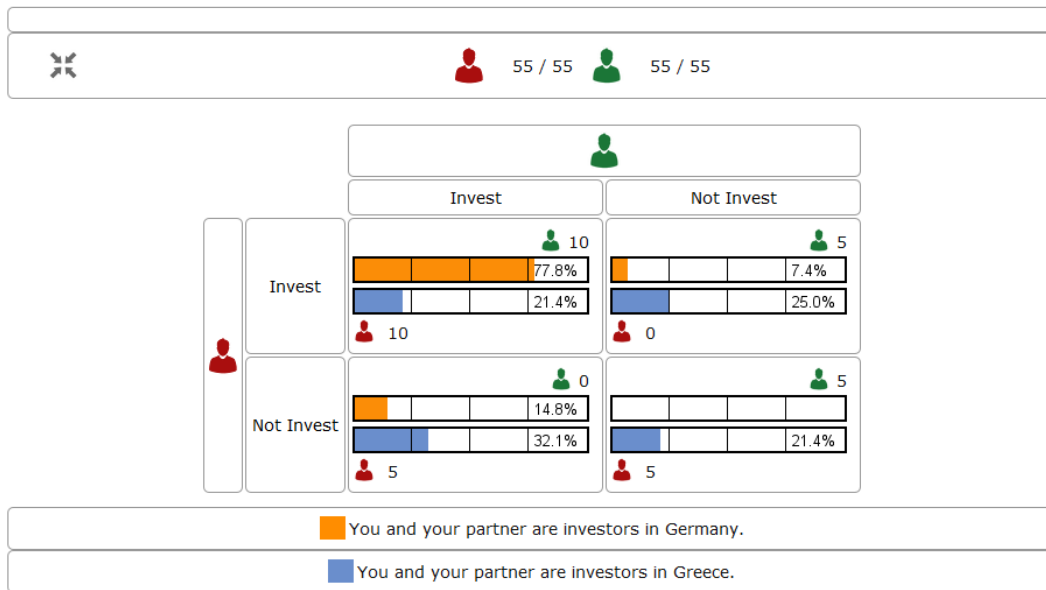 55 / 55 55 / 55
Invest Not Invest
10 5
77.8% 7.4%
Invest
21.4% 25.0%
10 0
0 5
14.8%
Not Invest
32.1% 21.4%
5 5
You and your partner are investors in Germany.
You and your partner are investors in Greece.